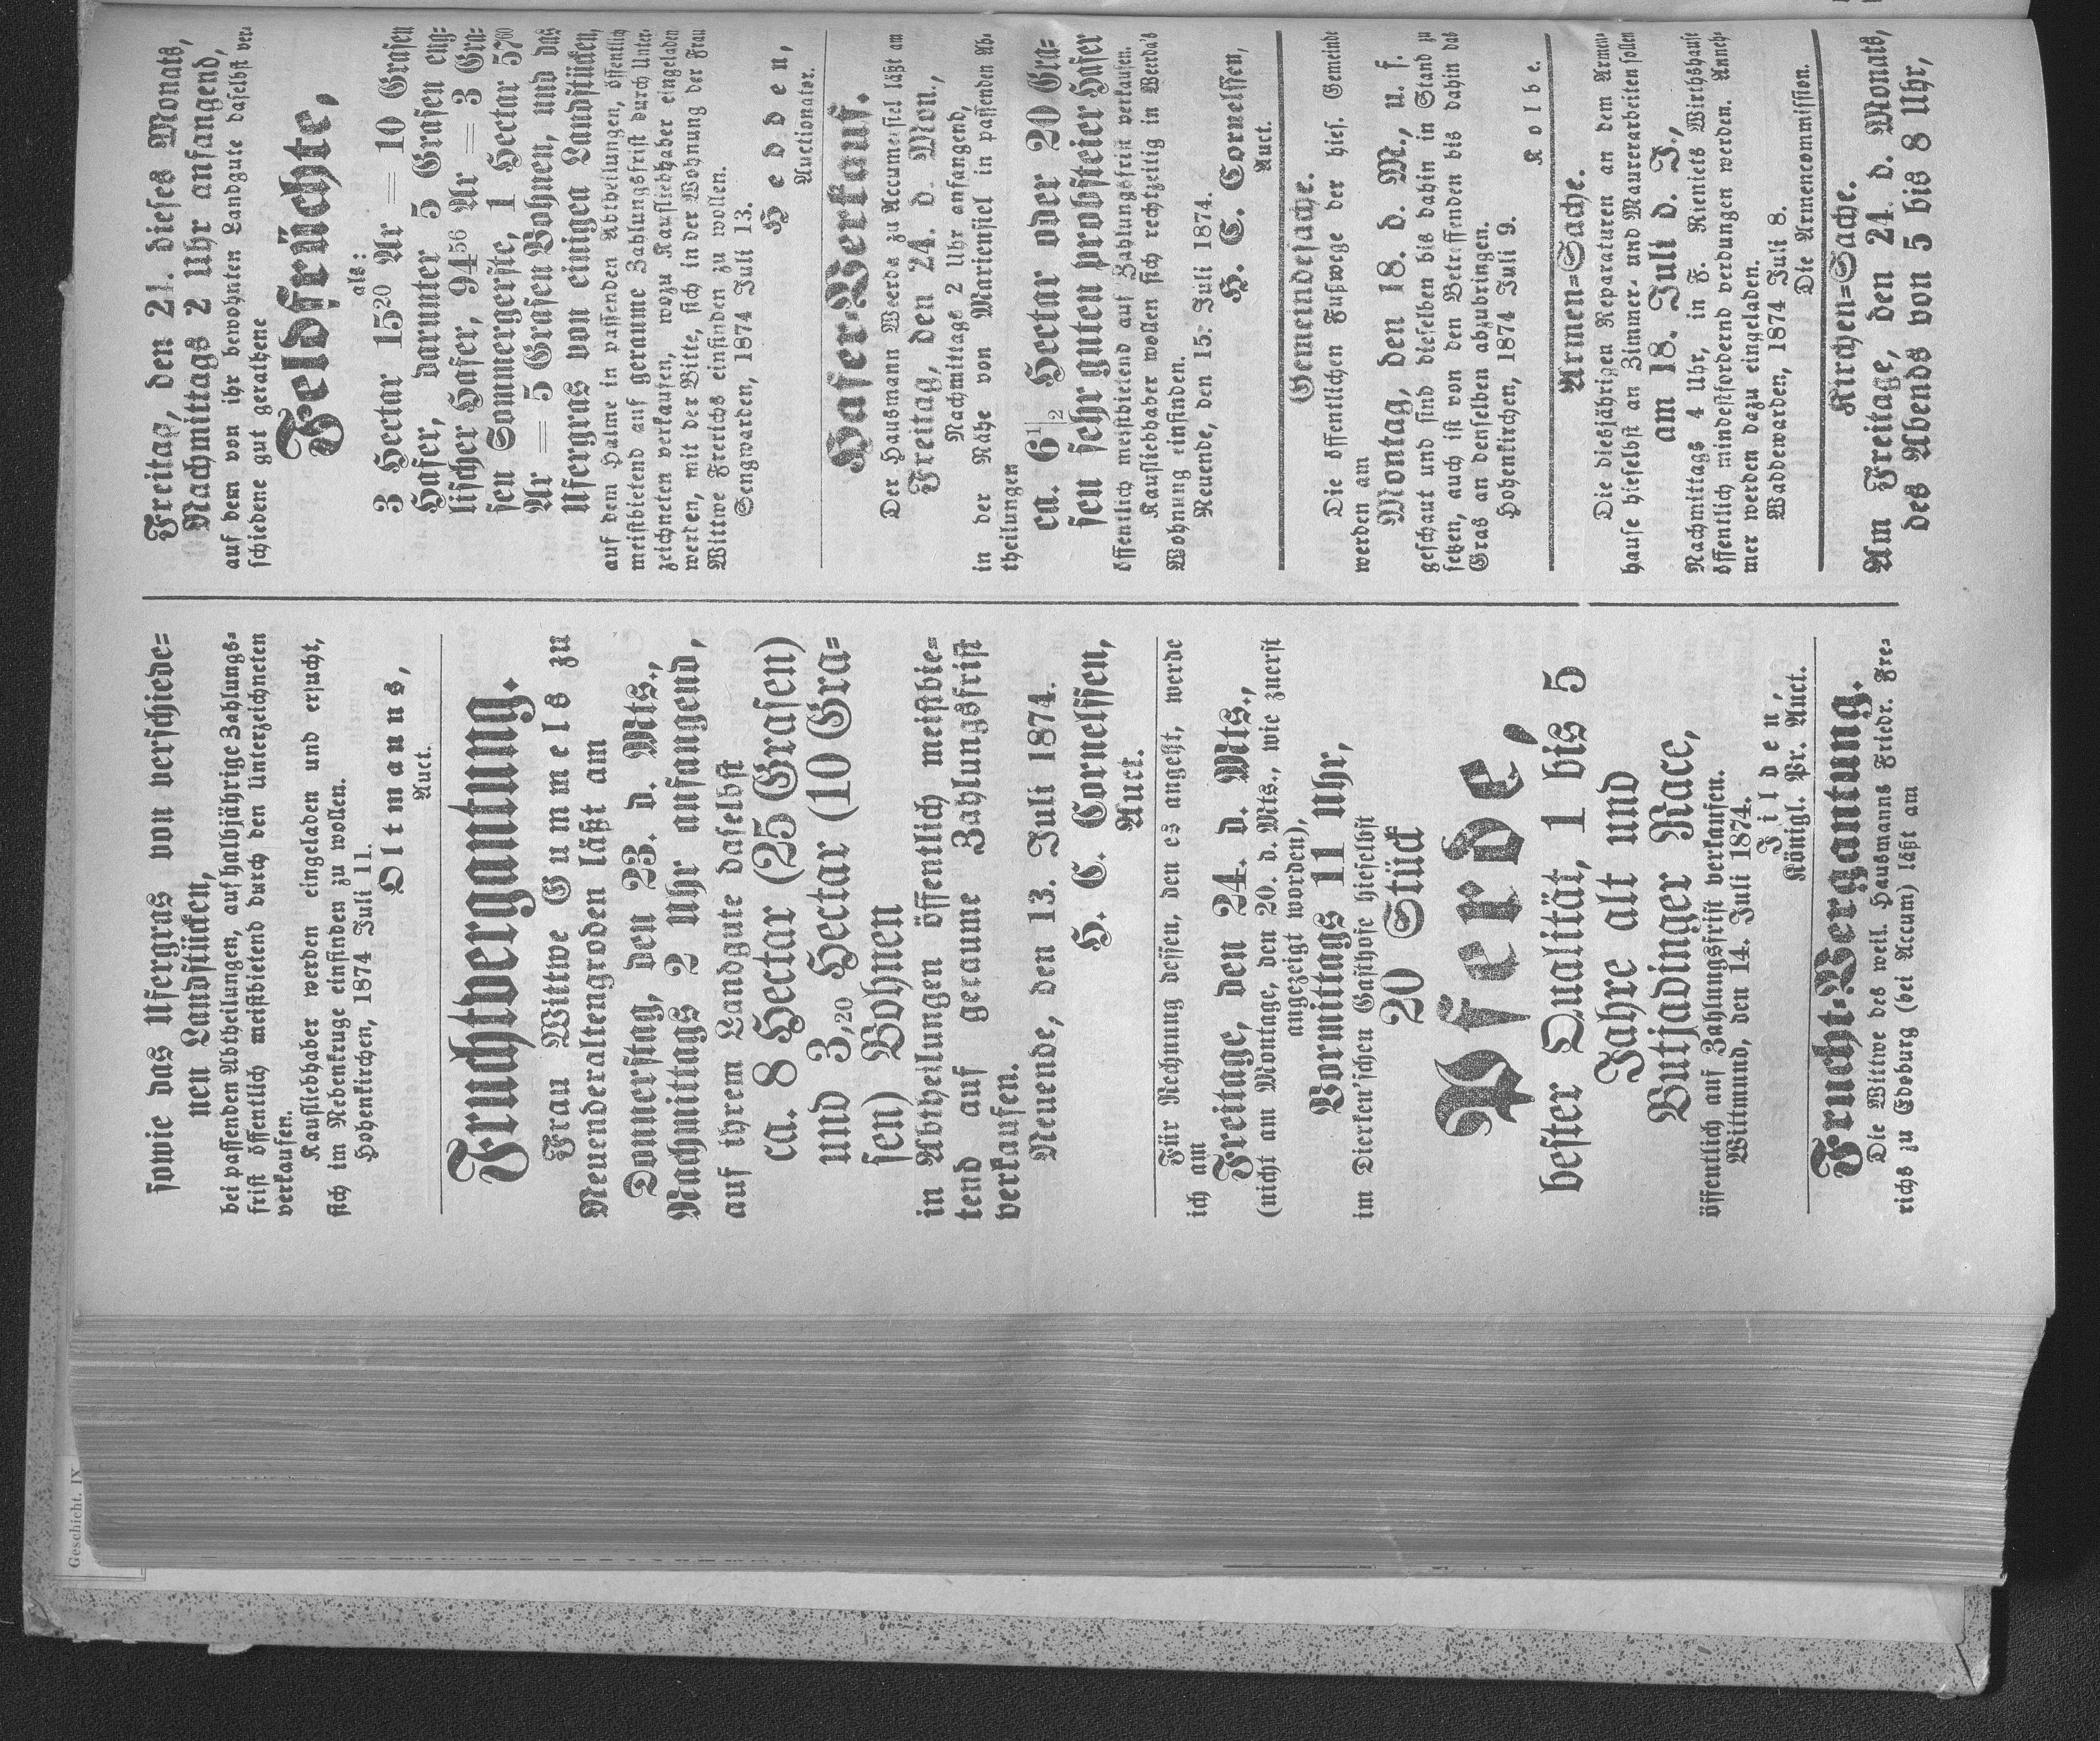 sowie das Ufergras von verschiede=
nen Landstücken,
bei passenden Abtheilungen, auf halbjährige Zahlungs=
frist öffentlich meistbietend durch den Unterzeichneten
verkaufen.
Kaufliebhaber werden eingeladen und ersucht,
sich im Nebenkruge einfinden zu wollen.
Hohenkirchen, 1874 Juli 11.
Oltmanns,
Auct.
Fruchtvergantung.
Frau Wittwe Gummels zu
Neuenderaltengroden läßt am
Donnerstag, den 23. d. Mts.,
Nachmittags 2 Uhr anfangend,
auf ihrem Landgute daselbst
ca. 8 Hectar (25 Grasen)
und 3,20 Hectar (10 Gra=
sen) Bohnen
in Abtheilungen öffentlich meistbie=
tend auf geraume Zahlungsfrist
verkaufen.
Neuende, den 13. Juli 1874.
H. C. Cornelssen,
Auct.
Für Rechnung dessen, den es angeht, werde
ich am
Freitage, den 24. d. Mts.,
(nicht am Montage, den 20. d. Mts., wie zuerst
angezeigt worden),
Vormittags 11 Uhr,
im Dierken'schen Gasthofe hieselbst
20 Stück
Pferde,
bester Qualität, 1 bis 5
Jahre alt und
Butjadinger Race,
öffentlich auf Zahlungsfrist verkaufen.
Wittmund, den 14. Juli 1874.
Jilden,
Königl. Pr. Auct.
Frucht=Vergantung.
Die Wittwe des weil. Hausmanns Friedr. Fre=
richs zu Ebeburg (bei Accum) läßt am
Freitag, den 21. dieses Monats,
Nachmittags 2 Uhr anfangend,
auf dem von ihr bewohnten Landgute daselbst ver=
schiedene gut gerathene
Feldfrüchte,
als:
3 Hectar 1520 Ar = 10 Grasen
Hafer, darunter 5 Grasen eng=
lischer Hafer, 9456 Ar = 3 Gra=
sen Sommergerste, 1 Hectar 5760
Ar = 5 Grasen Bohnen, und das
Ufergras von einigen Landstücken,
auf dem Halme in passenden Abtheilungen, öffentlich
meistbietend auf geraume Zahlungsfrist durch Unter=
zeichneten verkaufen, wozu Kaufliebhaber eingeladen
werden, mit der Bitte, sich in der Wohnung der Frau
Wittwe Frerichs einfinden zu wollen.
Sengwarden, 1874 Juli 13.
Hedden,
Auctionator.
Hafer=Verkauf.
Der Hausmann Weerda zu Accumersiel läßt am
Freitag, den 24. d. Mon.,
Nachmittags 2 Uhr anfangend,
in der Nähe von Mariensiel in passenden Ab=
theilungen
ca. 6 1/2 Hectar oder 20 Gra=
sen sehr guten probsteier Hafer
öffentlich meistbietend auf Zahlungsfrist verkaufen.
Kaufliebhaber wollen sich rechtzeitig in Weerda's
Wohnung einfinden.
Neuende, den 15. Juli 1874.
H. C. Cornelssen,
Auct.
Gemeindesache.
Die öffentlichen Fußwege der hies. Gemeinde
werden am
Montag, den 18. d. M., u. f.
geschaut und sind dieselben bis dahin in Stand zu
setzen, auch ist von den Betreffenden bis dahin das
Gras an denselben abzubringen.
Hohenkirchen, 1874 Juli 9.
Kolbe.
Armen=Sache.
Die diesjährigen Reparaturen an dem Armen=
hause hieselbst an Zimmer= und Maurerarbeiten sollen
am 18. Juli d. J.,
Nachmittags 4 Uhr, in F. Rieniets Wirthshause
öffentlich mindestfordernd verdungen werden. Anneh=
mer werden dazu eingeladen.
Waddewarden, 1874 Juli 8.
Die Armencommission.
Kirchen=Sache.
Am Freitage, den 24. d. Monats,
des Abends von 5 bis 8 Uhr,
Geschicht. IX